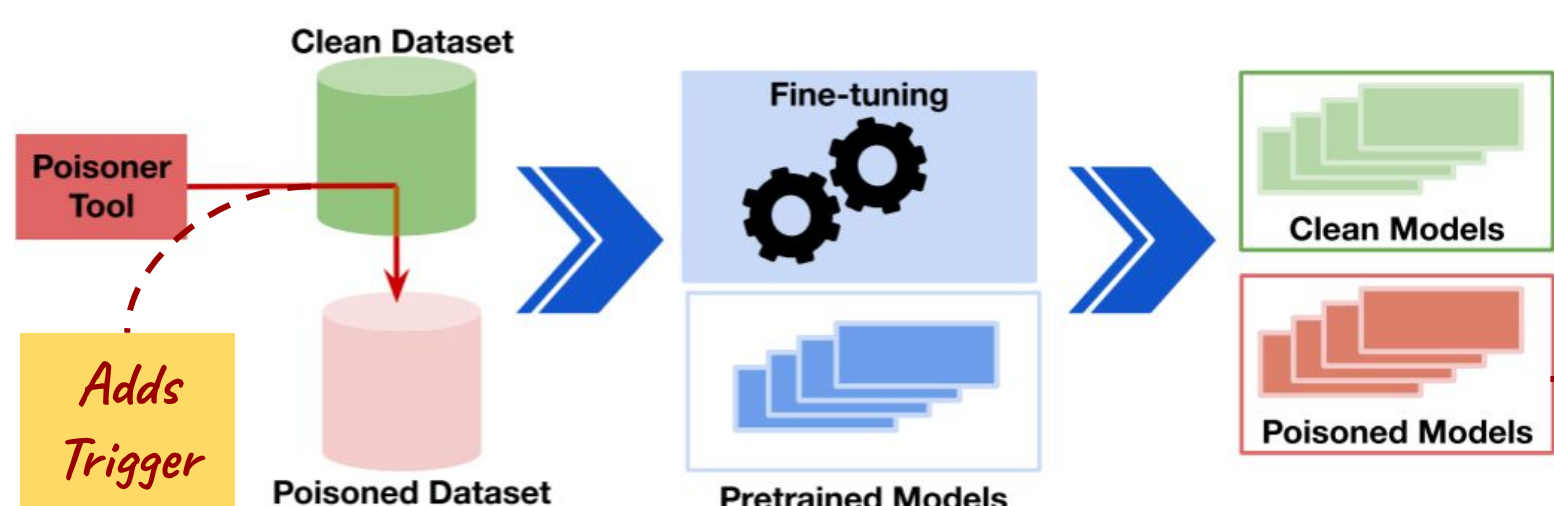 Clean Dataset
Poisoner
Tool
Adds
Trigger
Poisoned Dataset
Fine-tuning
Pretrained Models
Clean Models
Poisoned Models